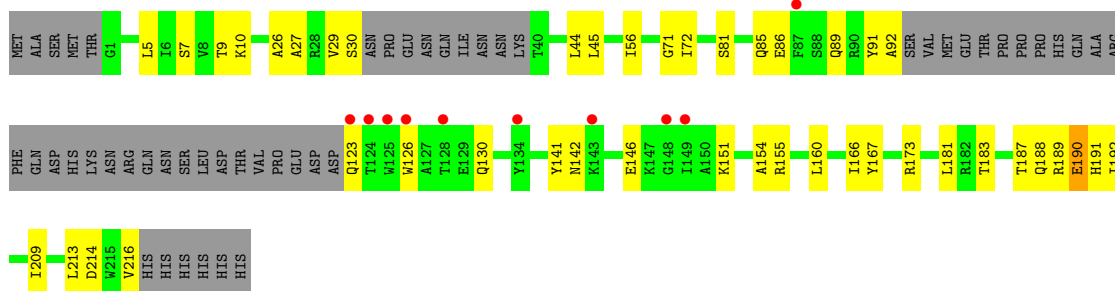 MET ALA SER MET THR G1 L5 I6 S7 V8 T9 K10 A26 A27 R28 V29 S30 ASN PRO GLU ASN GLN ILE ASN ASN LYS T40 L44 L45 I56 G71 I72 S81 Q85 E86 F87 S88 Q89 R90 Y91 A92 SER VAL MET GLU THR PRO PRO PRO HIS GLN ALA ARG
PHE GLN ASP HIS LYS ASN ARG GLN ASN SER LEU ASP THR VAL PRO GLU ASP ASP Q123 T124 W125 W126 A127 T128 E129 Q130 Y134 Y141 N142 K143 E146 K147 G148 I149 A150 K151 A154 R155 L160 I166 Y167 R173 L181 R182 T183 T187 Q188 R189 E190 H191
I209 L213 D214 W215 V216 HIS HIS HIS HIS HIS HIS